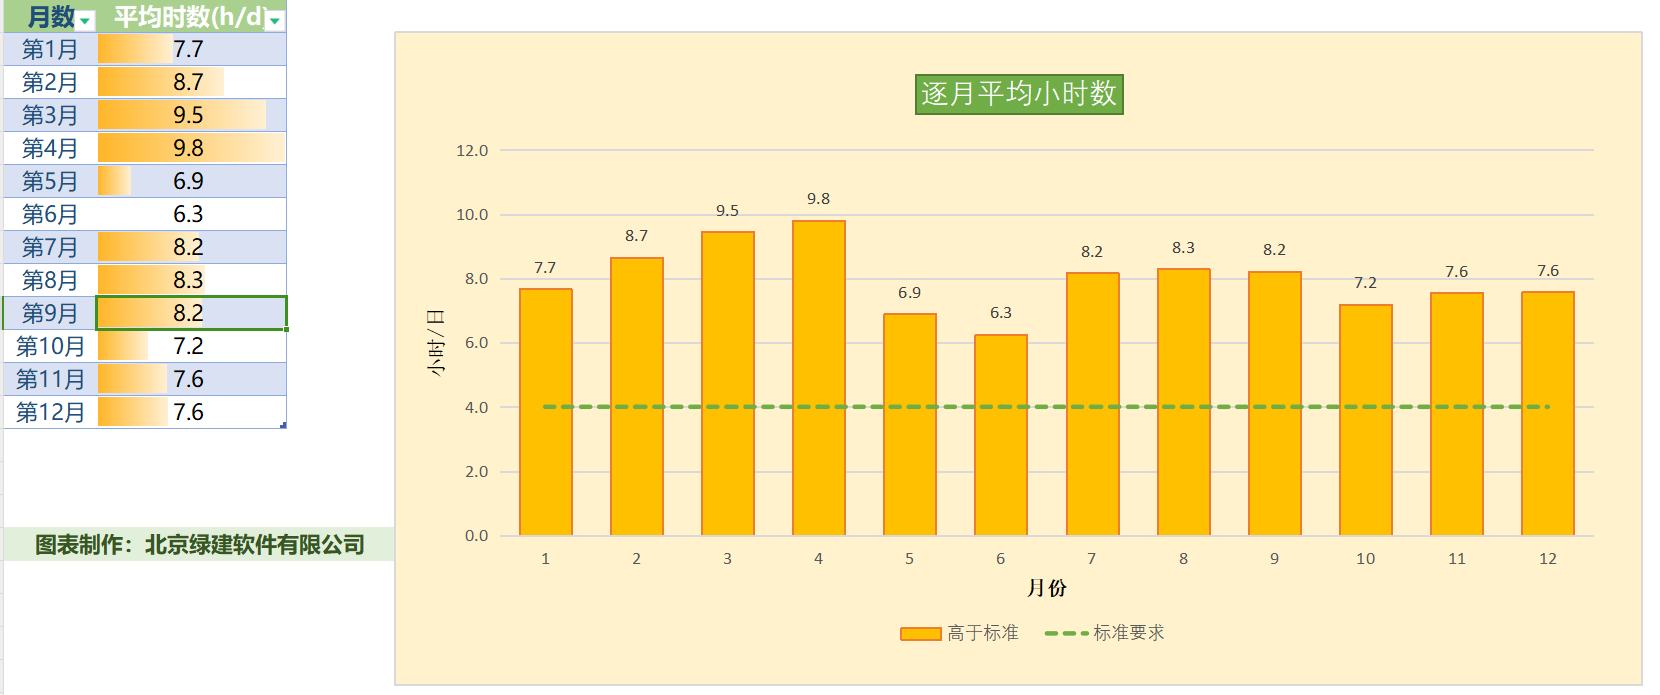 月数 平均时数(h/d)
第1月 7.7
第2月 8.7
第3月 9.5
第4月 9.8
第5月 6.9
第6月 6.3
第7月 8.2
第8月 8.3
第9月 8.2
第10月 7.2
第11月 7.6
第12月 7.6
图表制作：北京绿建软件有限公司
逐月平均小时数
小时/日
12.0
10.0
8.0
6.0
4.0
2.0
0.0
7.7 8.7 9.5 9.8 6.9 6.3 8.2 8.3 8.2 7.2 7.6 7.6
1 2 3 4 5 6 7 8 9 10 11 12
月份
高于标准 标准要求